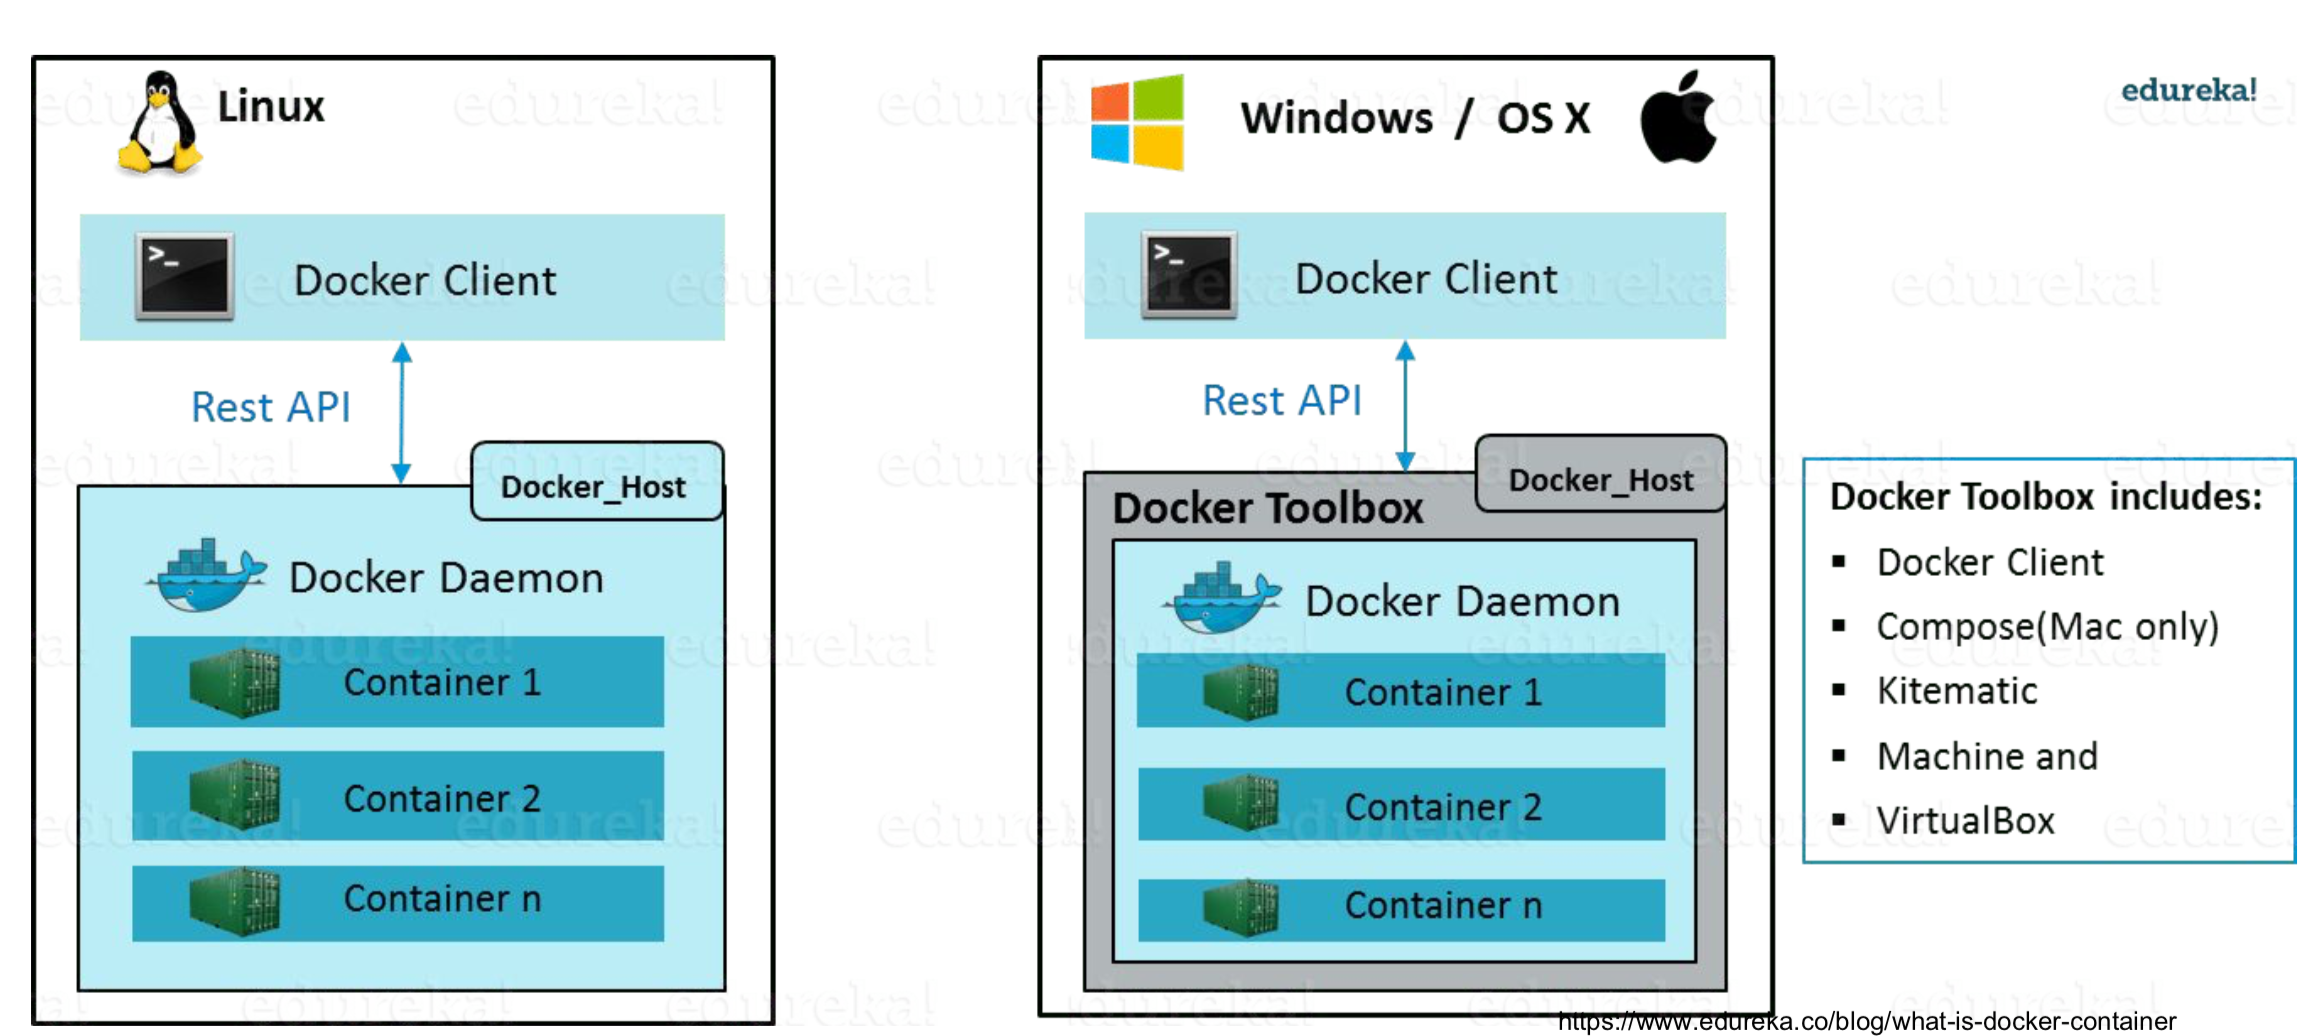 Linux
>_
Docker Client
Rest API
Docker_Host
Docker Daemon
Container 1
Container 2
Container n
Windows / OS X
>_
Docker Client
Rest API
Docker_Host
Docker Toolbox
Docker Daemon
Container 1
Container 2
Container n
edureka!
Docker Toolbox includes:
▪ Docker Client
▪ Compose(Mac only)
▪ Kitematic
▪ Machine and
▪ VirtualBox
https://www.edureka.co/blog/what-is-docker-container